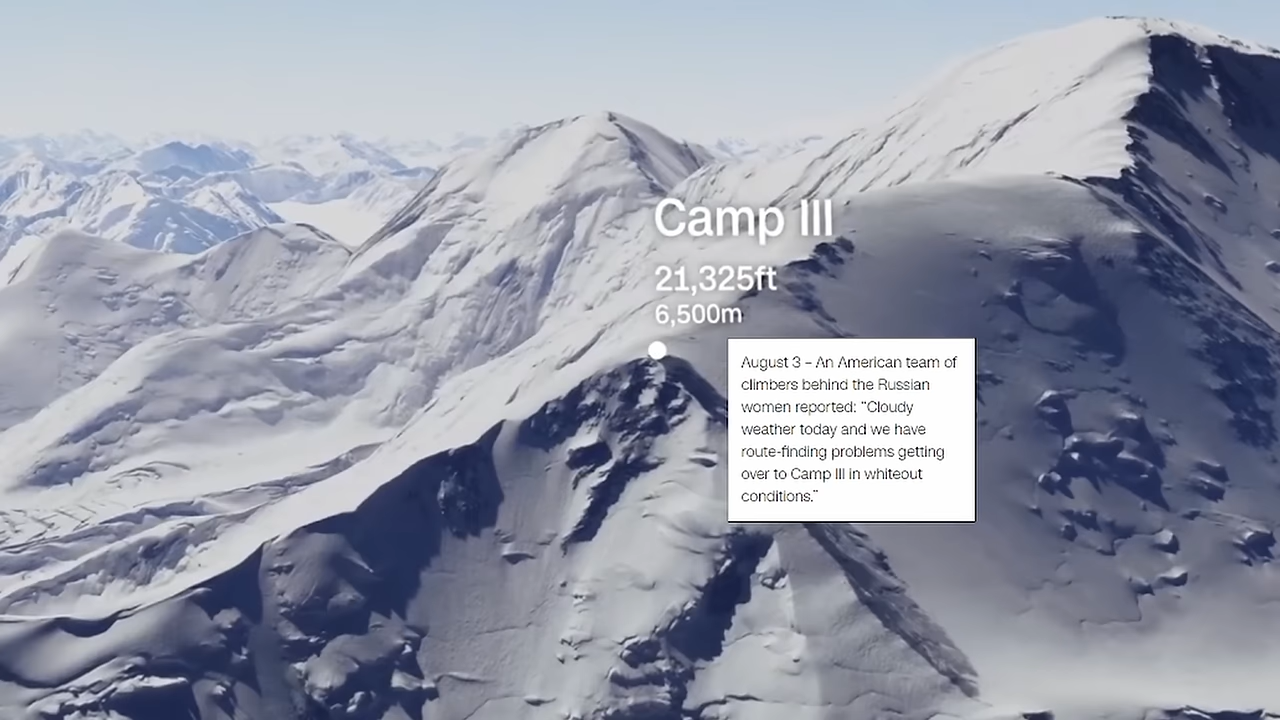 Camp III
21,325ft
6,500m
August 3 – An American team of
climbers behind the Russian
women reported: “Cloudy
weather today and we have
route-finding problems getting
over to Camp III in whiteout
conditions.”